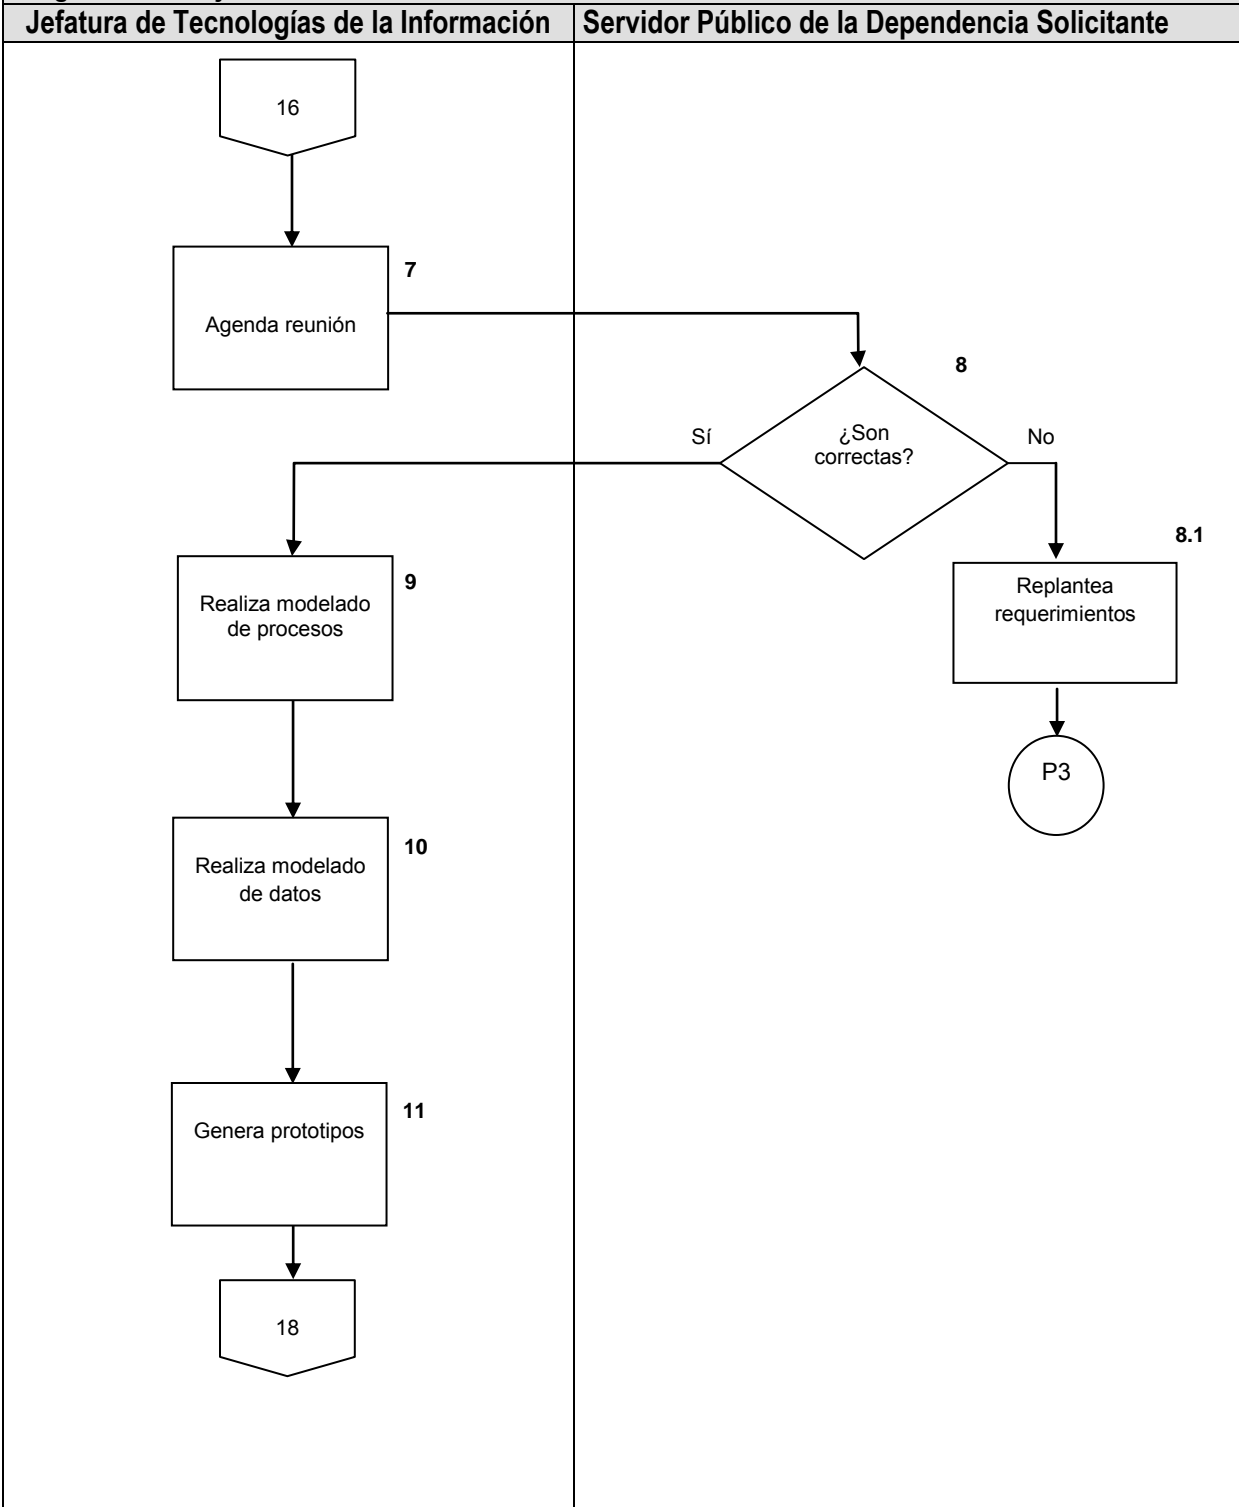 Jefatura de Tecnologías de la Información
Servidor Público de la Dependencia Solicitante
16
7
Agenda reunión
8
¿Son
correctas?
Sí
No
8.1
Replantea
requerimientos
P3
9
Realiza modelado
de procesos
10
Realiza modelado
de datos
11
Genera prototipos
18